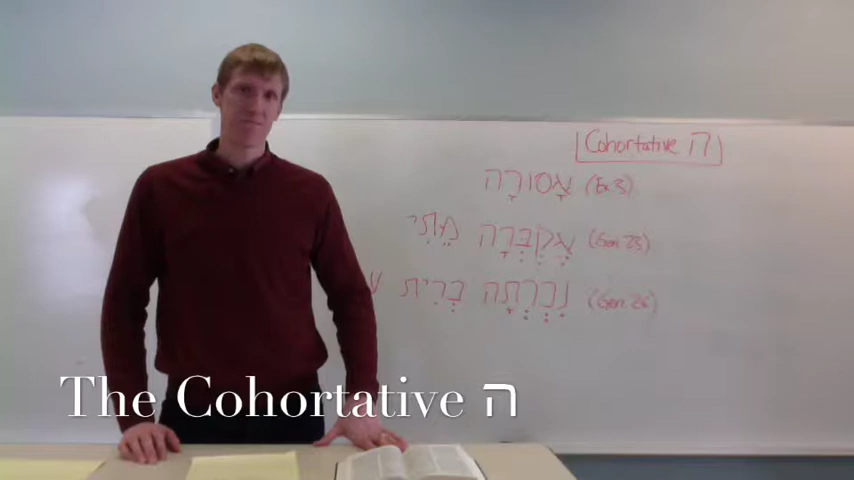 Cohortative ה
אָסוּרָה (Ex 3)
אֶקְבְּרָה מֵתִי (Gen 23)
נִכְרְתָה בְרִית (Gen 26)
The Cohortative ה